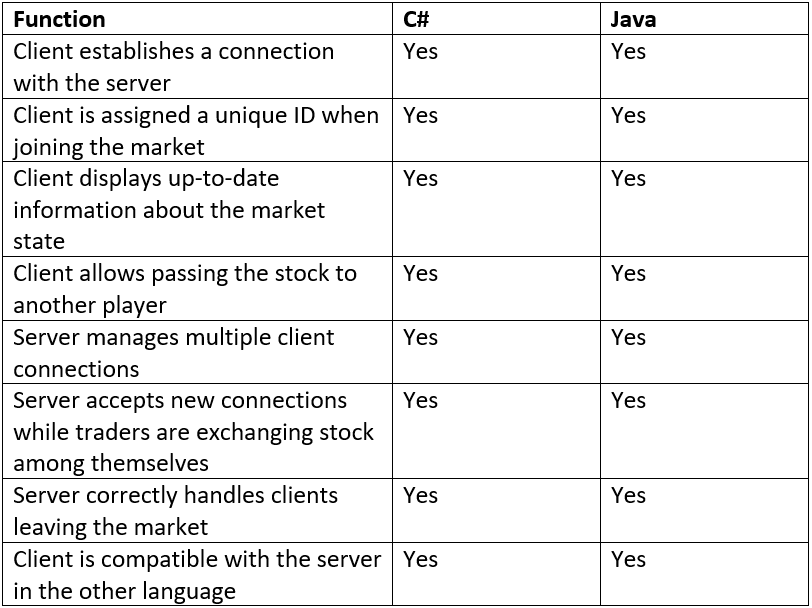 Function C# Java
Client establishes a connection Yes Yes
with the server
Client is assigned a unique ID when Yes Yes
joining the market
Client displays up-to-date Yes Yes
information about the market
state
Client allows passing the stock to Yes Yes
another player
Server manages multiple client Yes Yes
connections
Server accepts new connections Yes Yes
while traders are exchanging stock
among themselves
Server correctly handles clients Yes Yes
leaving the market
Client is compatible with the server Yes Yes
in the other language